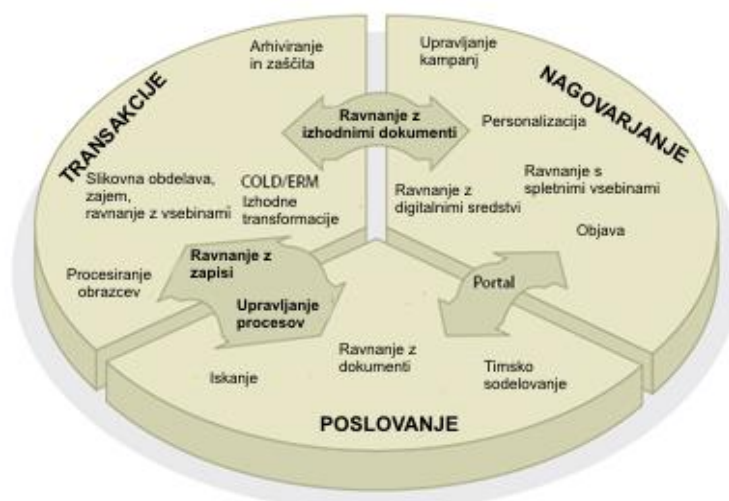 Arhiviranje
in zaščita
Upravljanje
kampanj
TRANSAKCIJE
NAGOVARJANJE
Ravnanje z
izhodnimi dokumenti
Personalizacija
Slikovna obdelava,
zajem,
ravnanje z vsebinami
COLD/ERM
Izhodne
transformacije
Ravnanje z
digitalnimi sredstvi
Ravnanje s
spletnimi vsebinami
Objava
Procesiranje
obrazcev
Ravnanje z
zapisi
Upravljanje
procesov
Portal
Iskanje
Ravnanje z
dokumenti
Timsko
sodelovanje
POSLOVANJE